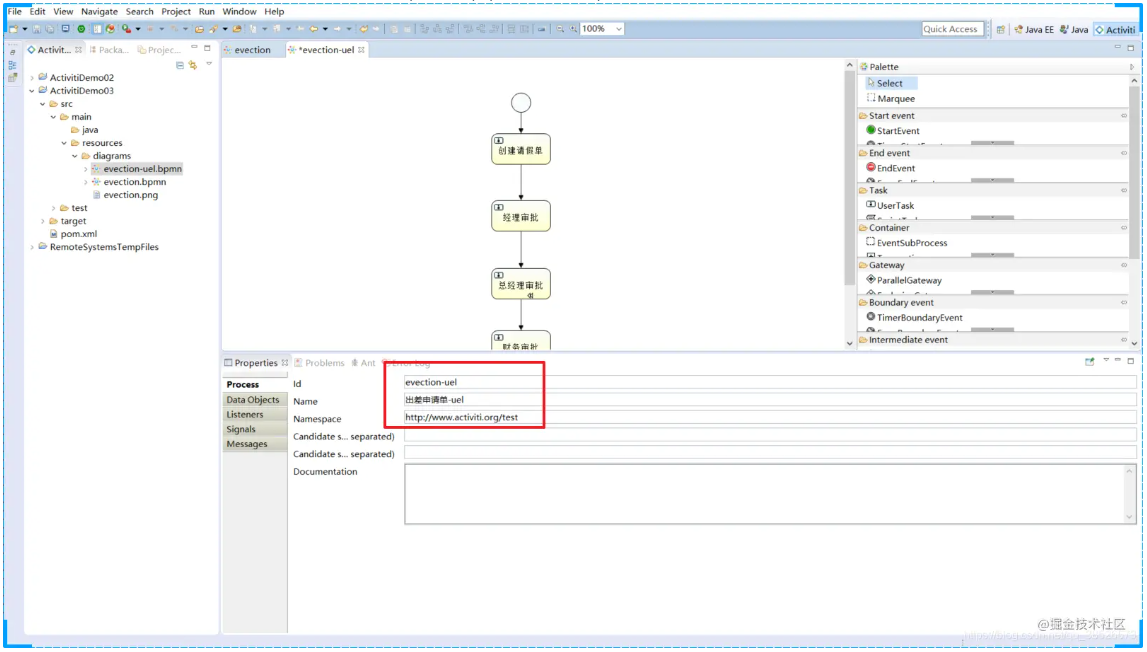 File Edit View Navigate Search Project Run Window Help
100%
Quick Access
Java EE
Java
Activiti
Activit...
Packa...
Projec...
ActivitiDemo02
ActivitiDemo03
src
main
java
resources
diagrams
evection-uel.bpmn
evection.bpmn
evection.png
test
target
pom.xml
RemoteSystemsTempFiles
evection
*evection-uel
创建请假单
经理审批
总经理审批
财务审批
Palette
Select
Marquee
Start event
StartEvent
End event
EndEvent
Task
UserTask
Container
EventSubProcess
Gateway
ParallelGateway
Boundary event
TimerBoundaryEvent
Intermediate event
Properties
Problems
Ant
Error Log
Process
Data Objects
Listeners
Signals
Messages
Id evection-uel
Name 出差申请单-uel
Namespace http://www.activiti.org/test
Candidate s... separated)
Candidate s... separated)
Documentation
@掘金技术社区